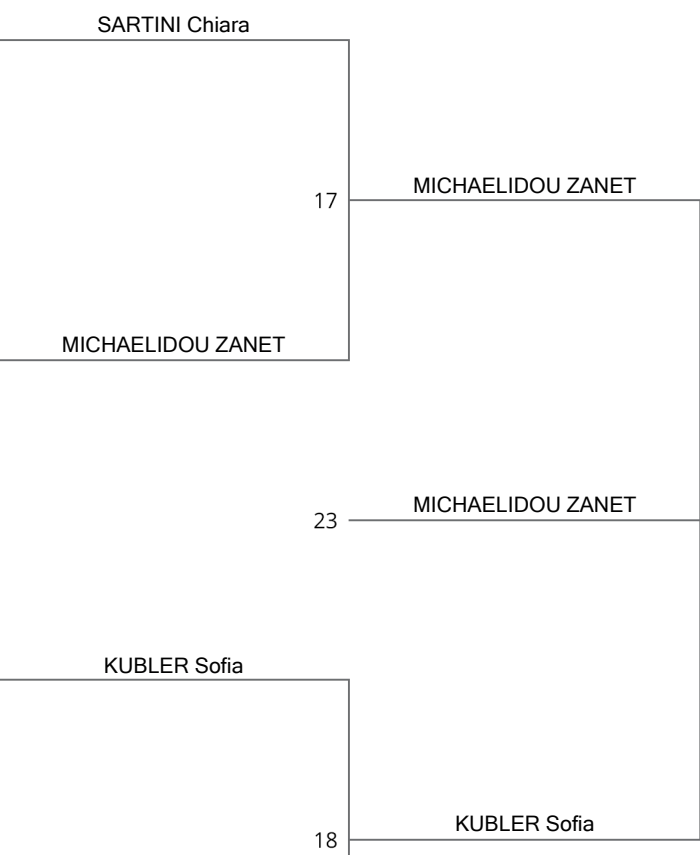 SARTINI Chiara
MICHAELIDOU ZANET
17
MICHAELIDOU ZANET
MICHAELIDOU ZANET
23
KUBLER Sofia
KUBLER Sofia
18